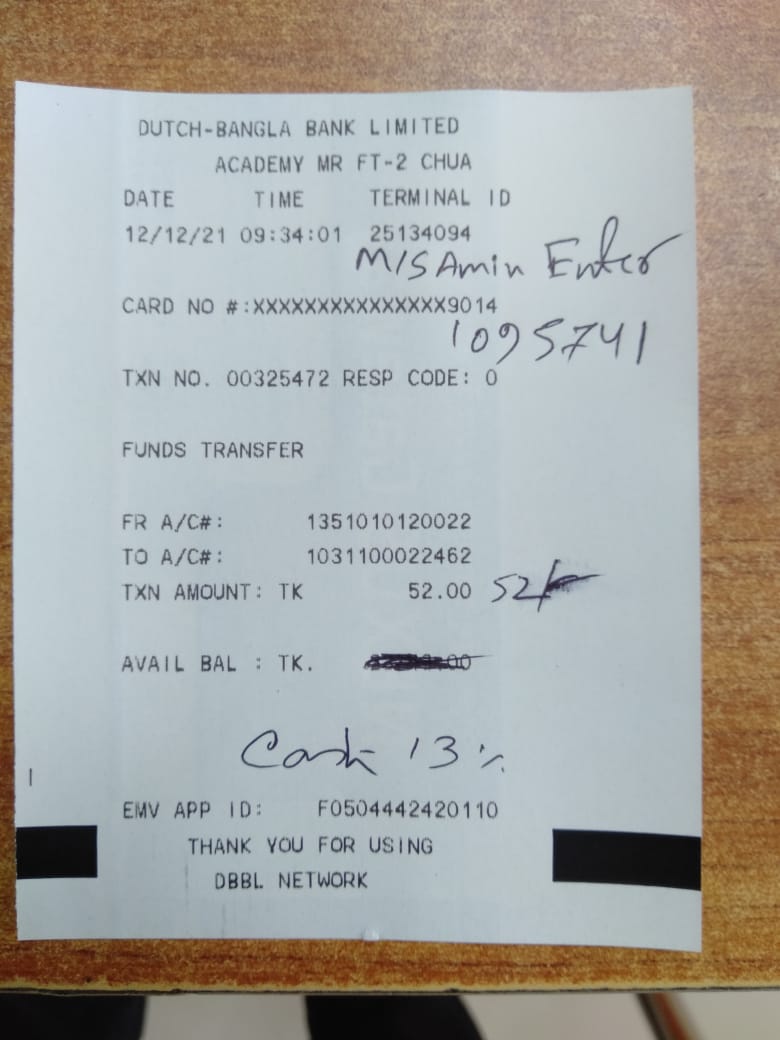 DUTCH-BANGLA BANK LIMITED
ACADEMY MR FT-2 CHUA
DATE TIME TERMINAL ID
12/12/21 09:34:01 25134094
M/S Amin Enter
CARD NO #:XXXXXXXXXXXXXXX9014
1095741
TXN NO. 00325472 RESP CODE: 0
FUNDS TRANSFER
FR A/C#: 1351010120022
TO A/C#: 1031100022462
TXN AMOUNT: TK 52.00 52/-
AVAIL BAL : TK.
Cash 13%
EMV APP ID: F0504442420110
THANK YOU FOR USING
DBBL NETWORK